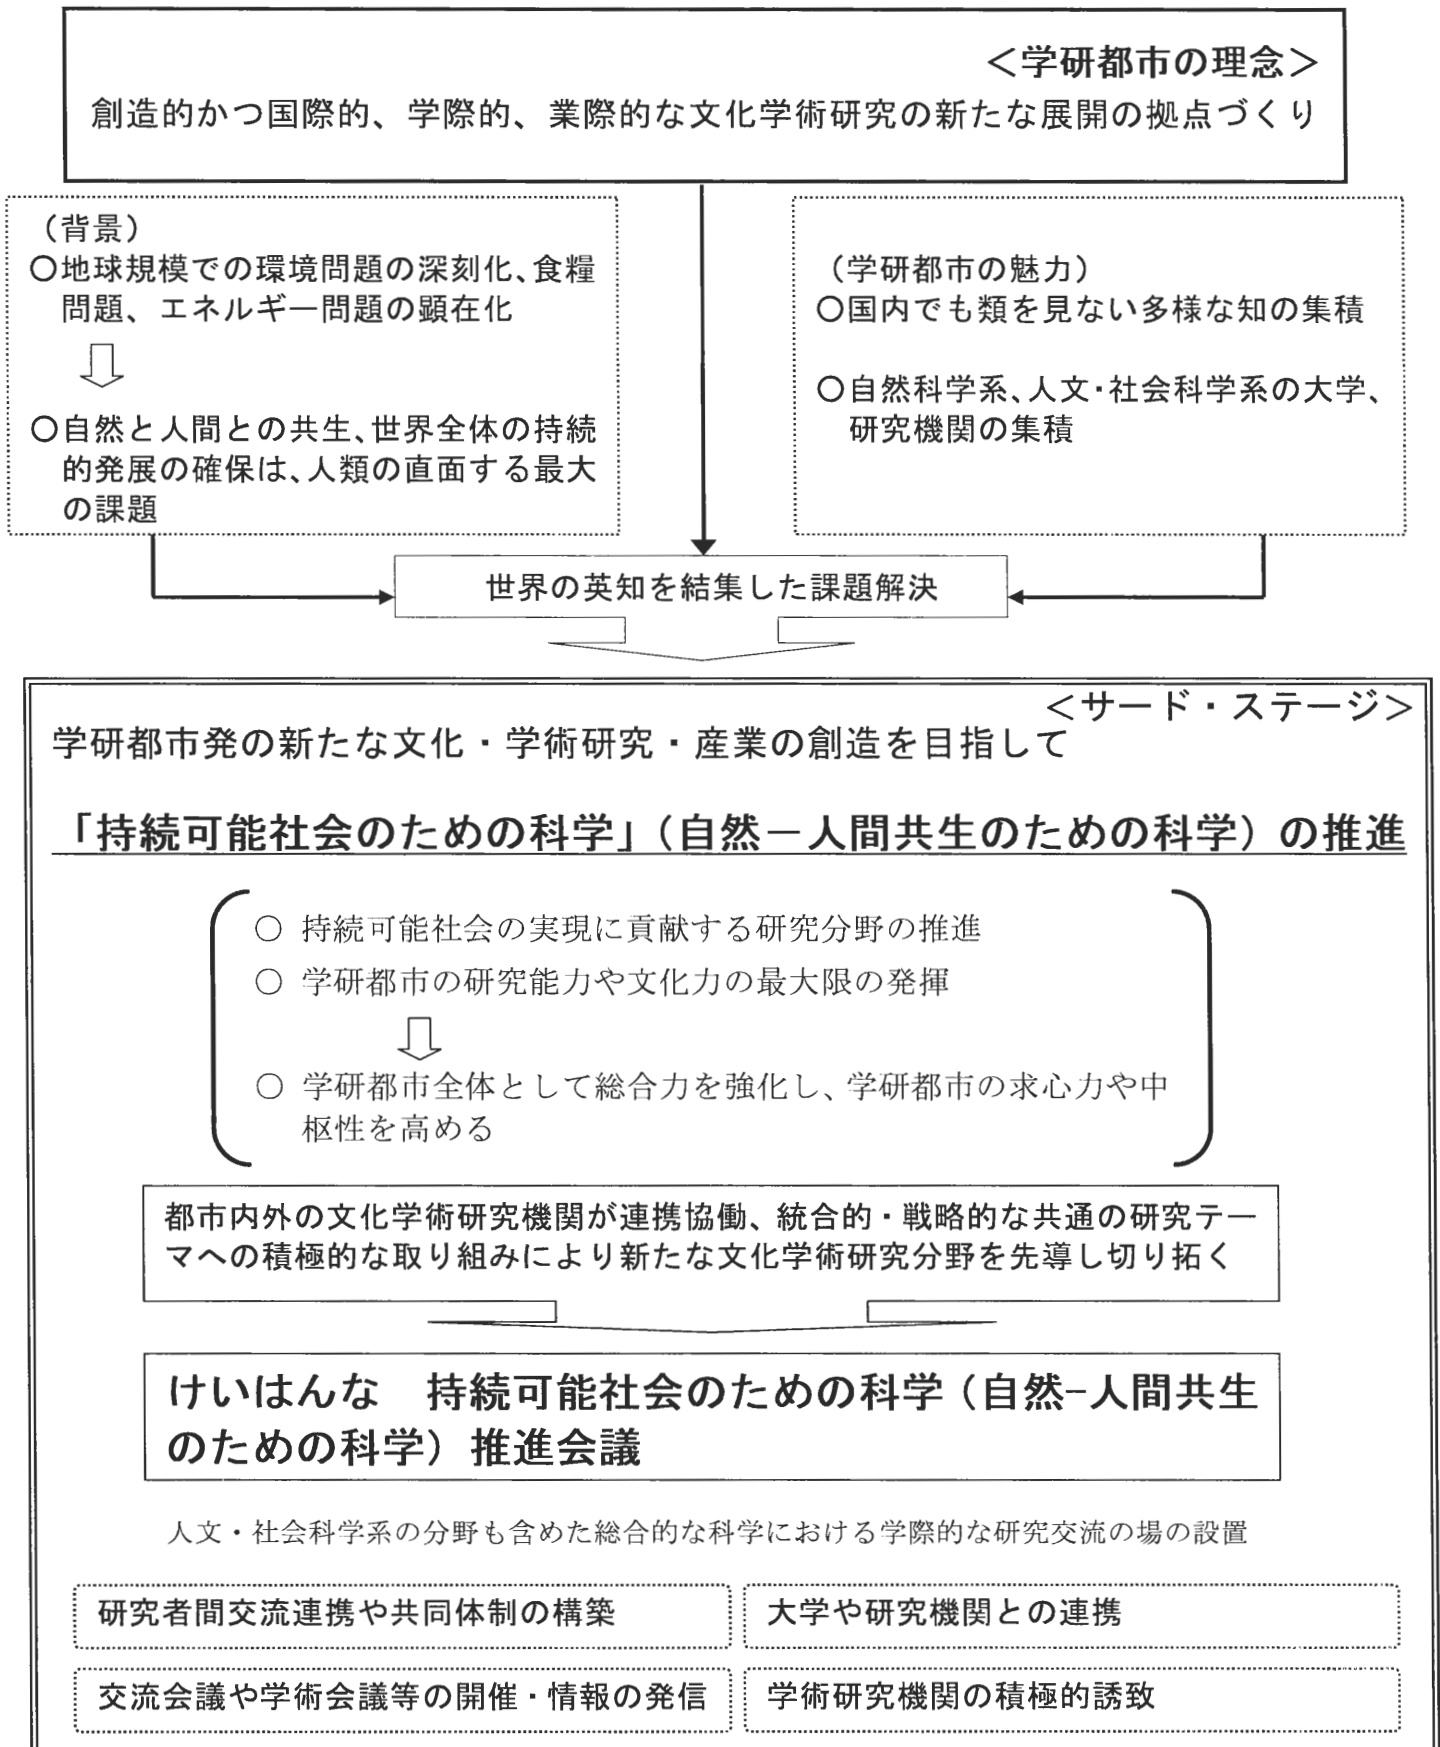 ＜学研都市の理念＞
創造的かつ国際的、学際的、業際的な文化学術研究の新たな展開の拠点づくり
（背景）
○地球規模での環境問題の深刻化、食糧
問題、エネルギー問題の顕在化
○自然と人間との共生、世界全体の持続
的発展の確保は、人類の直面する最大
の課題
（学研都市の魅力）
○国内でも類を見ない多様な知の集積
○自然科学系、人文・社会科学系の大学、
研究機関の集積
世界の英知を結集した課題解決
＜サード・ステージ＞
学研都市発の新たな文化・学術研究・産業の創造を目指して
「持続可能社会のための科学」（自然－人間共生のための科学）の推進
○ 持続可能社会の実現に貢献する研究分野の推進
○ 学研都市の研究能力や文化力の最大限の発揮
○ 学研都市全体として総合力を強化し、学研都市の求心力や中
枢性を高める
都市内外の文化学術研究機関が連携協働、統合的・戦略的な共通の研究テー
マへの積極的な取り組みにより新たな文化学術研究分野を先導し切り拓く
けいはんな　持続可能社会のための科学（自然−人間共生
のための科学）推進会議
人文・社会科学系の分野も含めた総合的な科学における学際的な研究交流の場の設置
研究者間交流連携や共同体制の構築
大学や研究機関との連携
交流会議や学術会議等の開催・情報の発信
学術研究機関の積極的誘致